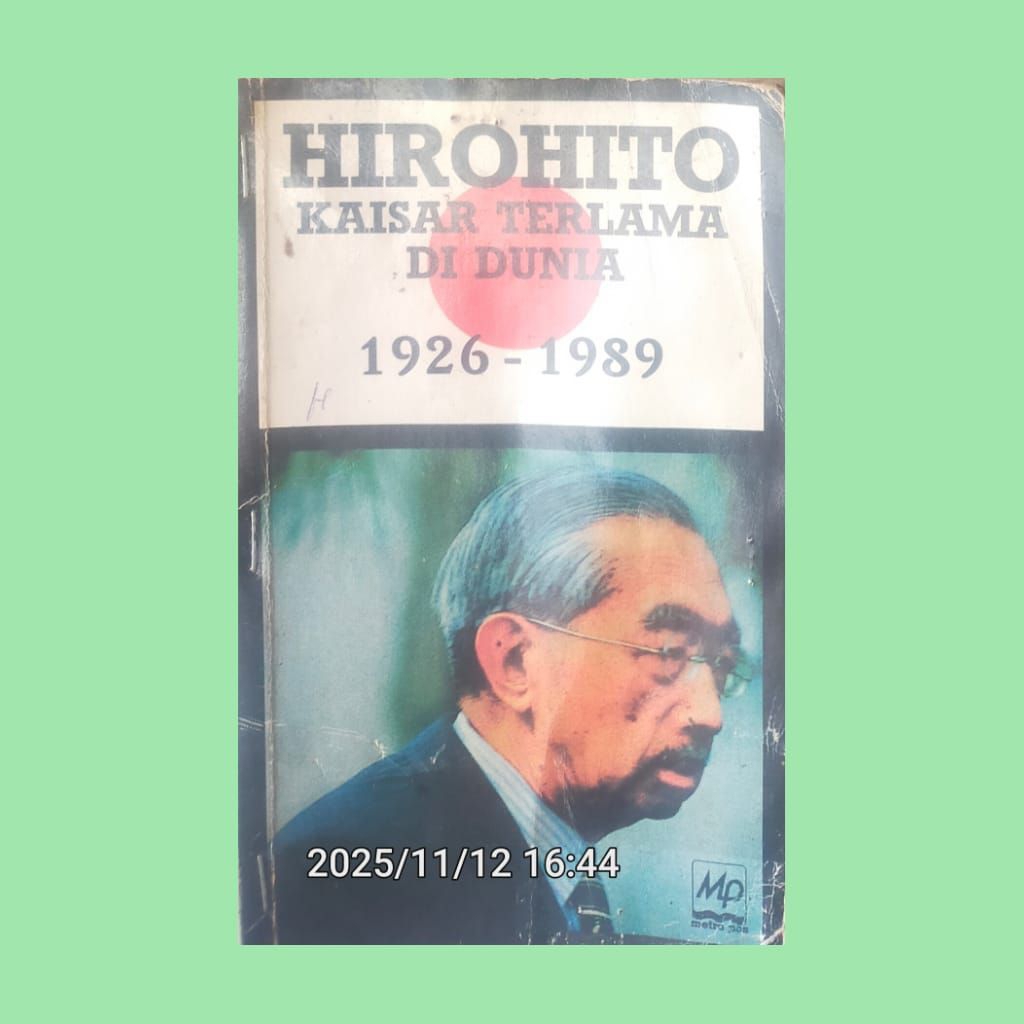 HIROHITO
KAISAR TERLAMA
DI DUNIA
1926 - 1989
H
2025/11/12 16:44
MP
metro pos